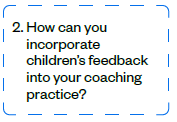 2. How can you
incorporate
children's feedback
into your coaching
practice?